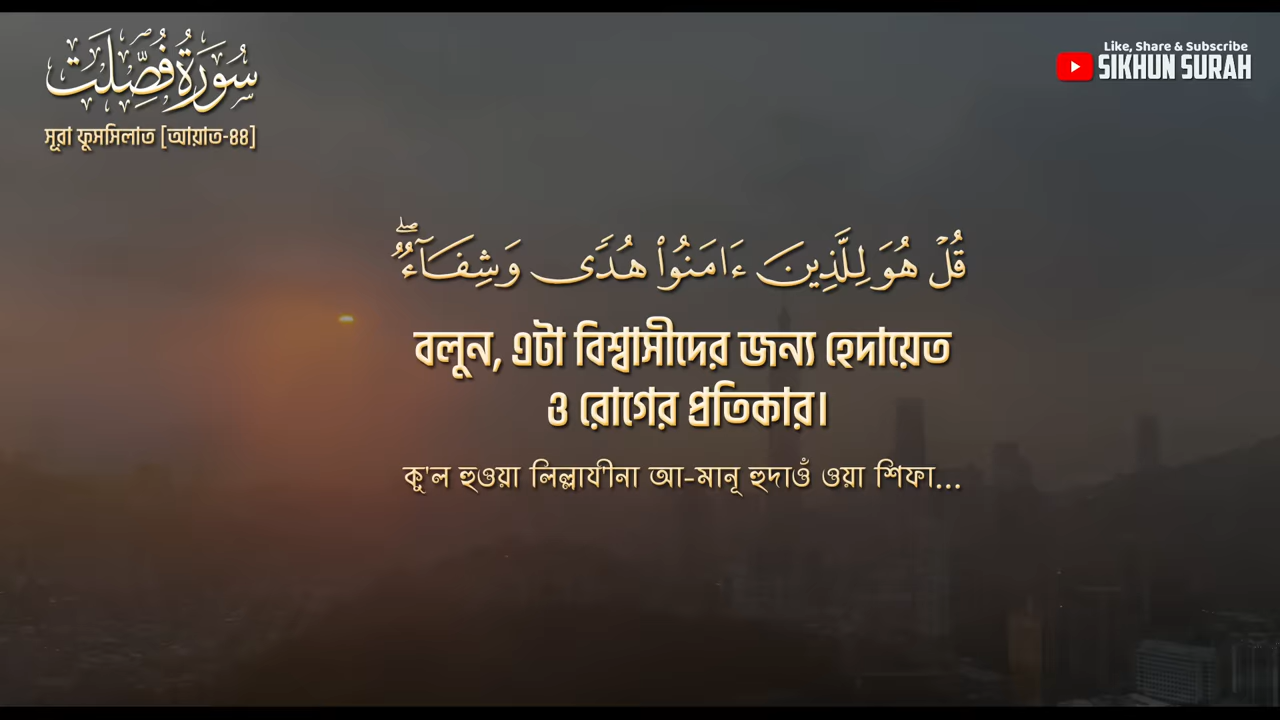 سُورَةُ فُصِّلَت
সূরা ফুসসিলাত [আয়াত-৪৪]
Like, Share & Subscribe
SIKHUN SURAH
قُلْ هُوَ لِلَّذِينَ ءَامَنُوا۟ هُدًى وَشِفَآءٌ ۖ
বলুন, এটা বিশ্বাসীদের জন্য হেদায়েত
ও রোগের প্রতিকার।
কু'ল হুওয়া লিল্লাযীনা আ-মানূ হুদাওঁ ওয়া শিফা...